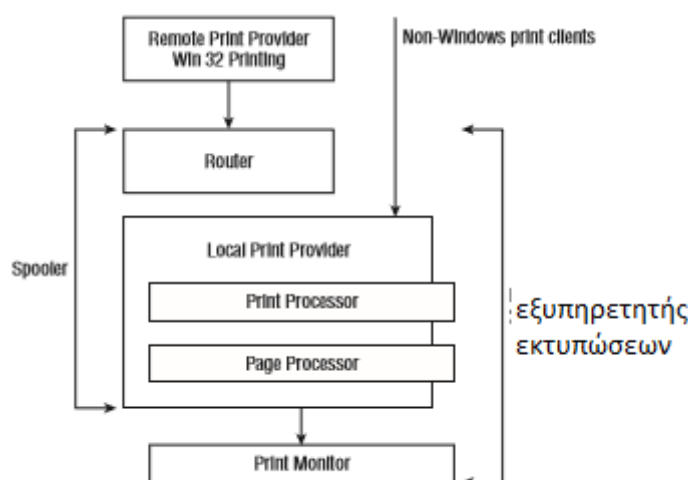 Remote Print Provider
Win 32 Printing
Non-Windows print clients
Router
Local Print Provider
Spooler
Print Processor
εξυπηρετητής
εκτυπώσεων
Page Processor
Print Monitor